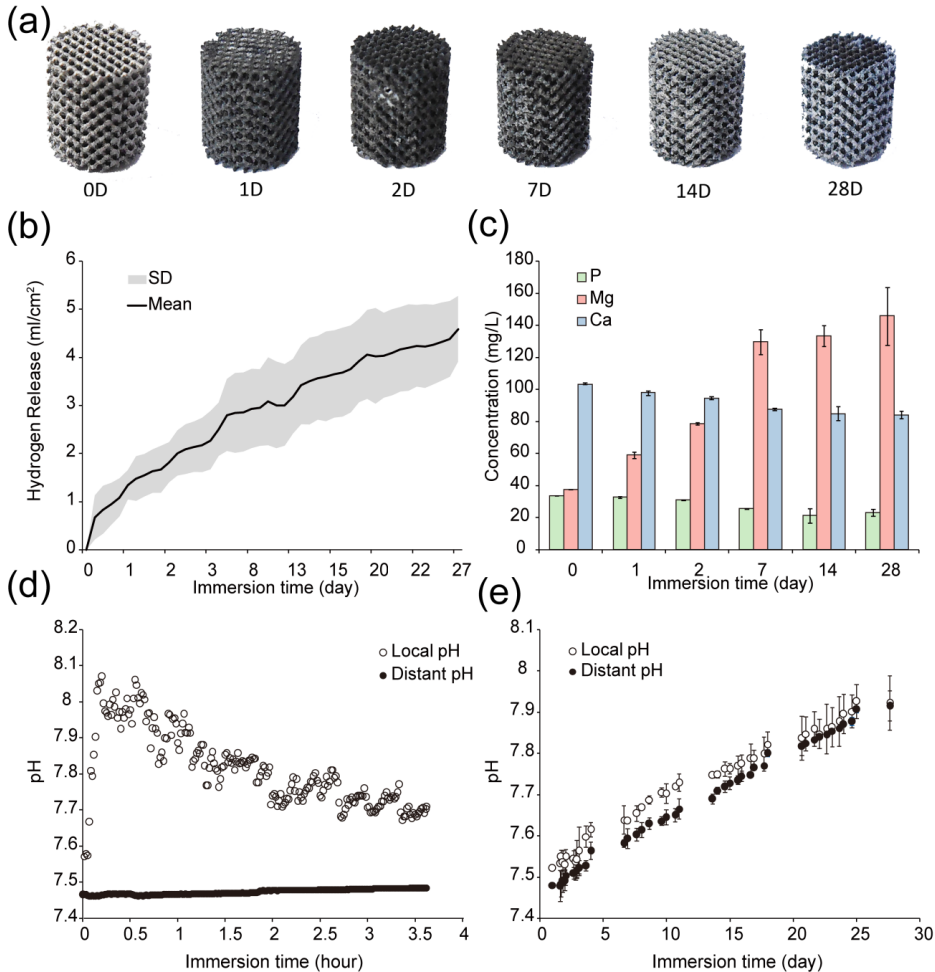 (a)
0D 1D 2D 7D 14D 28D
(b)
Hydrogen Release (ml/cm²)
6
5
4
3
2
1
0
SD
Mean
0 1 2 3 8 13 15 20 22 27
Immersion time (day)
(c)
Concentration (mg/L)
180
160
140
120
100
80
60
40
20
0
P
Mg
Ca
0 1 2 7 14 28
Immersion time (day)
(d)
pH
8.2
8.1
8
7.9
7.8
7.7
7.6
7.5
7.4
Local pH
Distant pH
0 0.5 1 1.5 2 2.5 3 3.5 4
Immersion time (hour)
(e)
pH
8.1
8
7.9
7.8
7.7
7.6
7.5
7.4
Local pH
Distant pH
0 5 10 15 20 25 30
Immersion time (day)